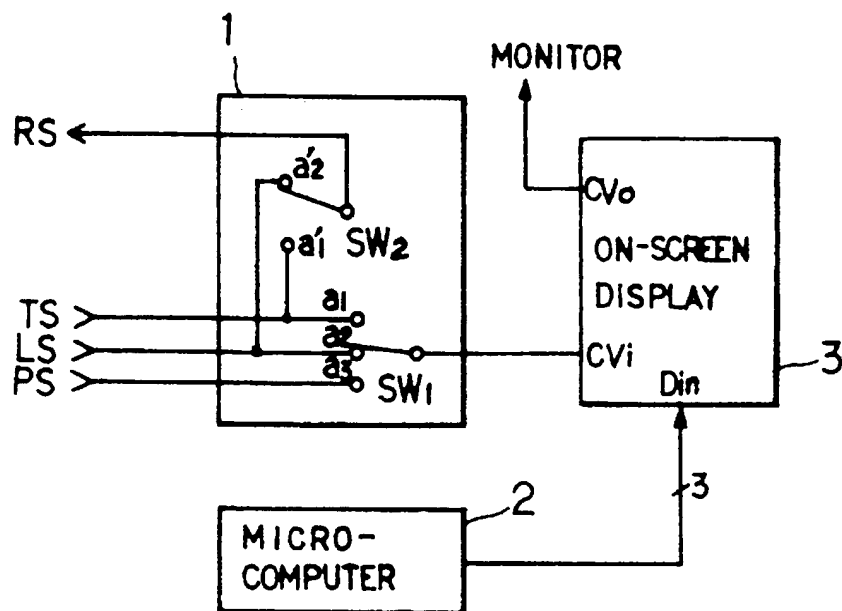 1
MONITOR
RS
a'2
CVo
a'1 SW2
ON-SCREEN
DISPLAY
TS
a1
LS
a2
CVi
PS
a3
SW1
Din
3
3
2
MICRO-
COMPUTER